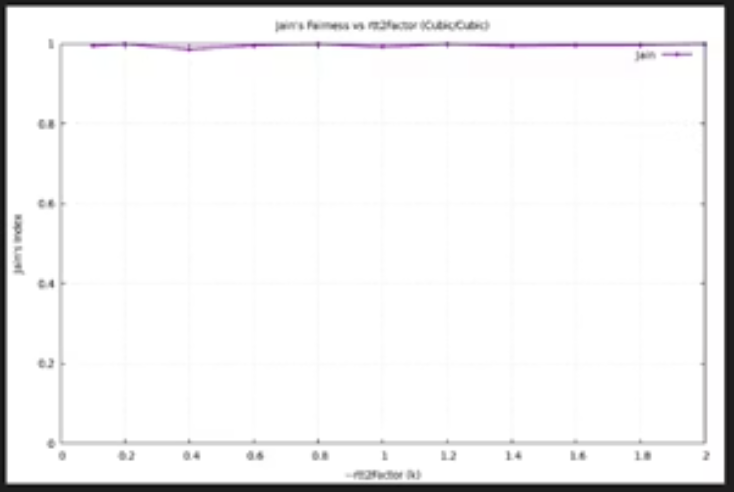 Jain's Fairness vs rtt2factor (Cubic/Cubic)
Jain
1
0.8
0.6
0.4
0.2
0
Jain's Index
0 0.2 0.4 0.6 0.8 1 1.2 1.4 1.6 1.8 2
--rtt2factor (k)